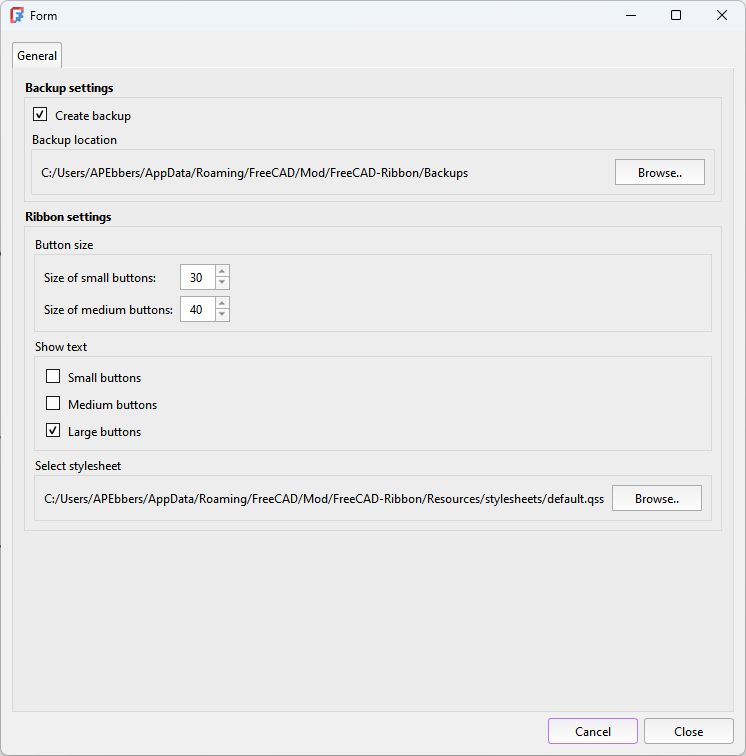 Form
General
Backup settings
Create backup
Backup location
C:/Users/APEbbers/AppData/Roaming/FreeCAD/Mod/FreeCAD-Ribbon/Backups Browse..
Ribbon settings
Button size
Size of small buttons: 30
Size of medium buttons: 40
Show text
Small buttons
Medium buttons
Large buttons
Select stylesheet
C:/Users/APEbbers/AppData/Roaming/FreeCAD/Mod/FreeCAD-Ribbon/Resources/stylesheets/default.qss Browse..
Cancel Close